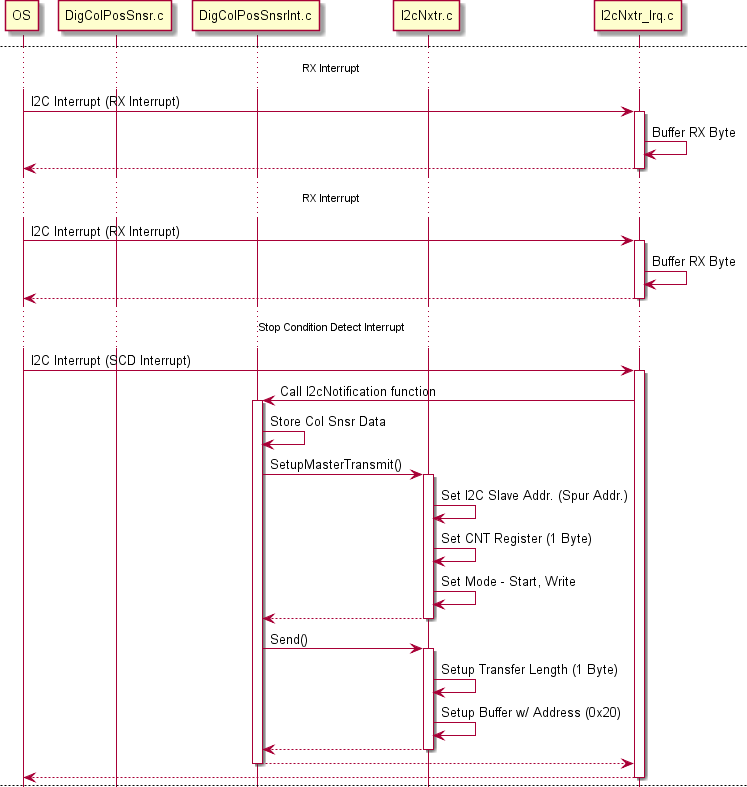 OS
DigColPosSnsr.c
DigColPosSnsrInt.c
I2cNxtr.c
I2cNxtr_Irq.c
RX Interrupt
I2C Interrupt (RX Interrupt)
Buffer RX Byte
RX Interrupt
I2C Interrupt (RX Interrupt)
Buffer RX Byte
Stop Condition Detect Interrupt
I2C Interrupt (SCD Interrupt)
Call I2cNotification function
Store Col Snsr Data
SetupMasterTransmit()
Set I2C Slave Addr. (Spur Addr.)
Set CNT Register (1 Byte)
Set Mode - Start, Write
Send()
Setup Transfer Length (1 Byte)
Setup Buffer w/ Address (0x20)